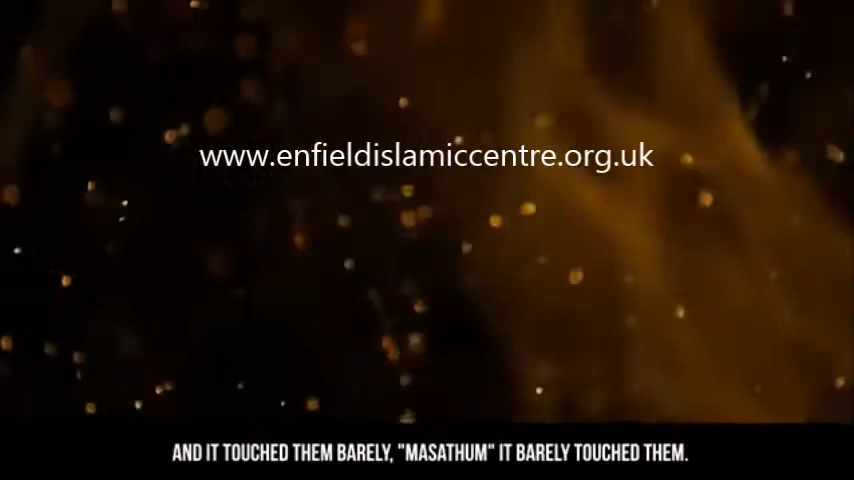 www.enfieldislamiccentre.org.uk
AND IT TOUCHED THEM BARELY, "MASATHUM" IT BARELY TOUCHED THEM.